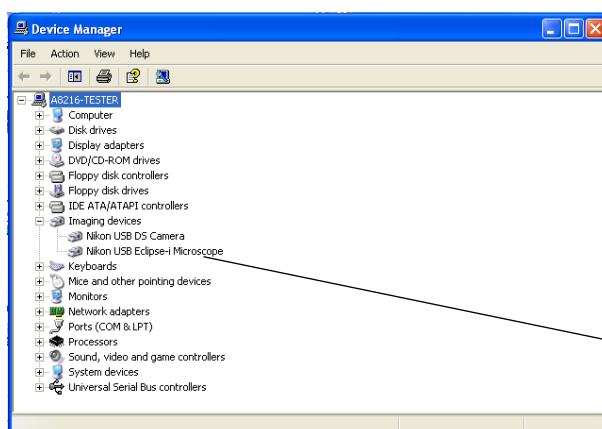 Device Manager
File Action View Help
A8216-TESTER
Computer
Disk drives
Display adapters
DVD/CD-ROM drives
Floppy disk controllers
Floppy disk drives
IDE ATA/ATAPI controllers
Imaging devices
Nikon USB DS Camera
Nikon USB Eclipse-i Microscope
Keyboards
Mice and other pointing devices
Monitors
Network adapters
Ports (COM & LPT)
Processors
Sound, video and game controllers
System devices
Universal Serial Bus controllers